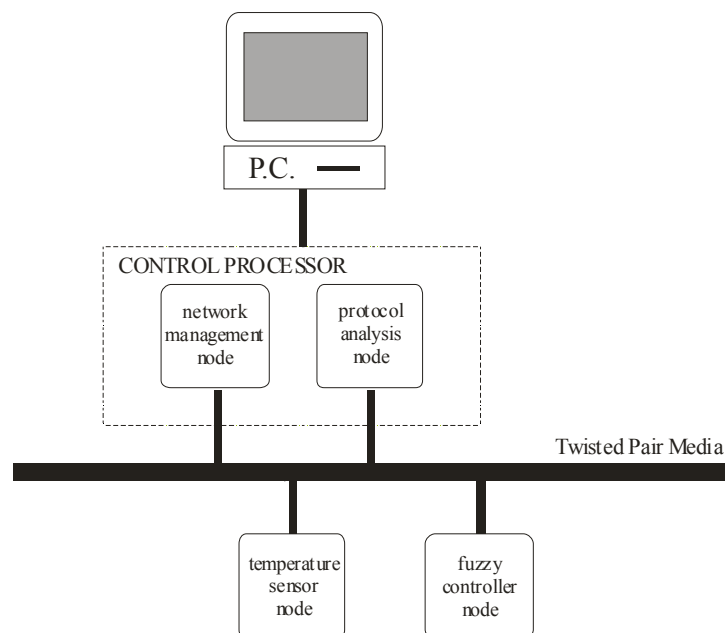 P.C.
CONTROL PROCESSOR
network
management
node
protocol
analysis
node
Twisted Pair Media
temperature
sensor
node
fuzzy
controller
node